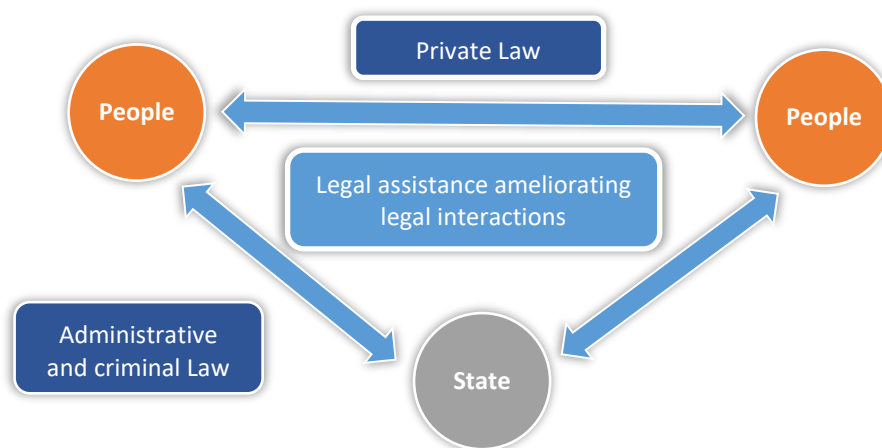 Private Law
People
People
Legal assistance ameliorating
legal interactions
Administrative
and criminal Law
State